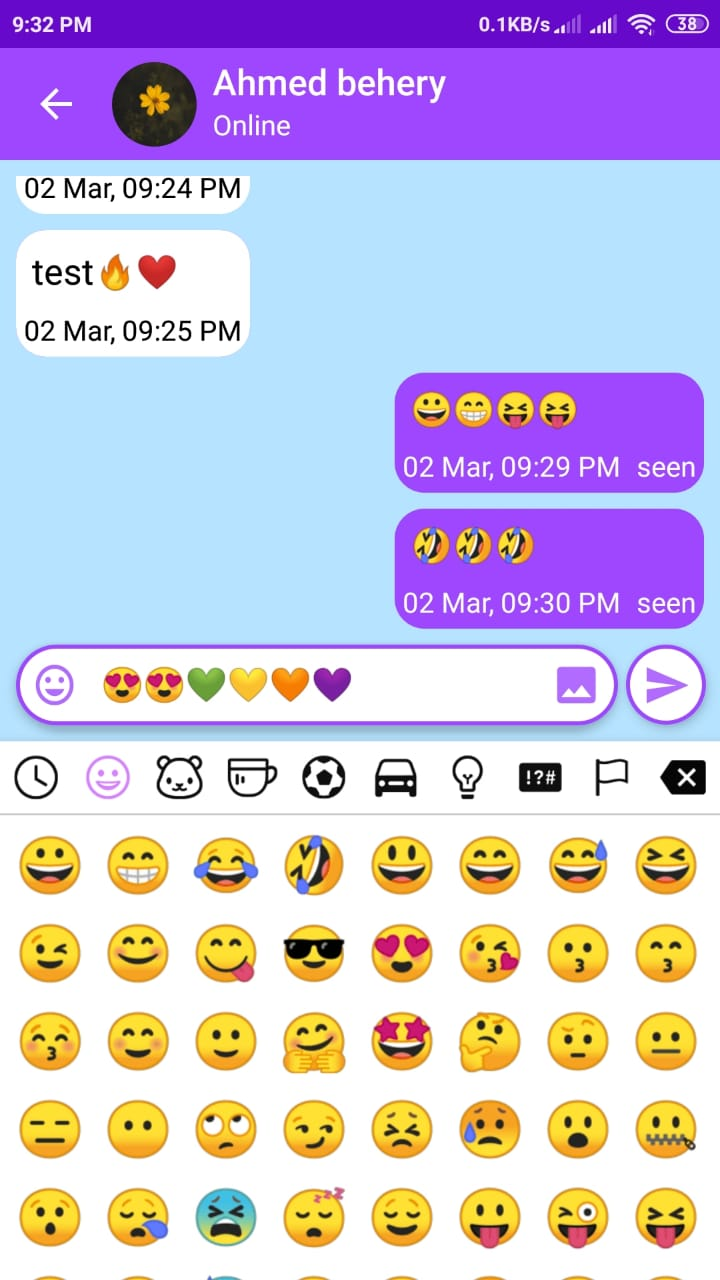 9:32 PM 0.1KB/s 38
Ahmed behery
Online
02 Mar, 09:24 PM
test🔥❤️
02 Mar, 09:25 PM
😀😁😝😝
02 Mar, 09:29 PM seen
🤣🤣🤣
02 Mar, 09:30 PM seen
😍😍💚💛🧡💜
!?#